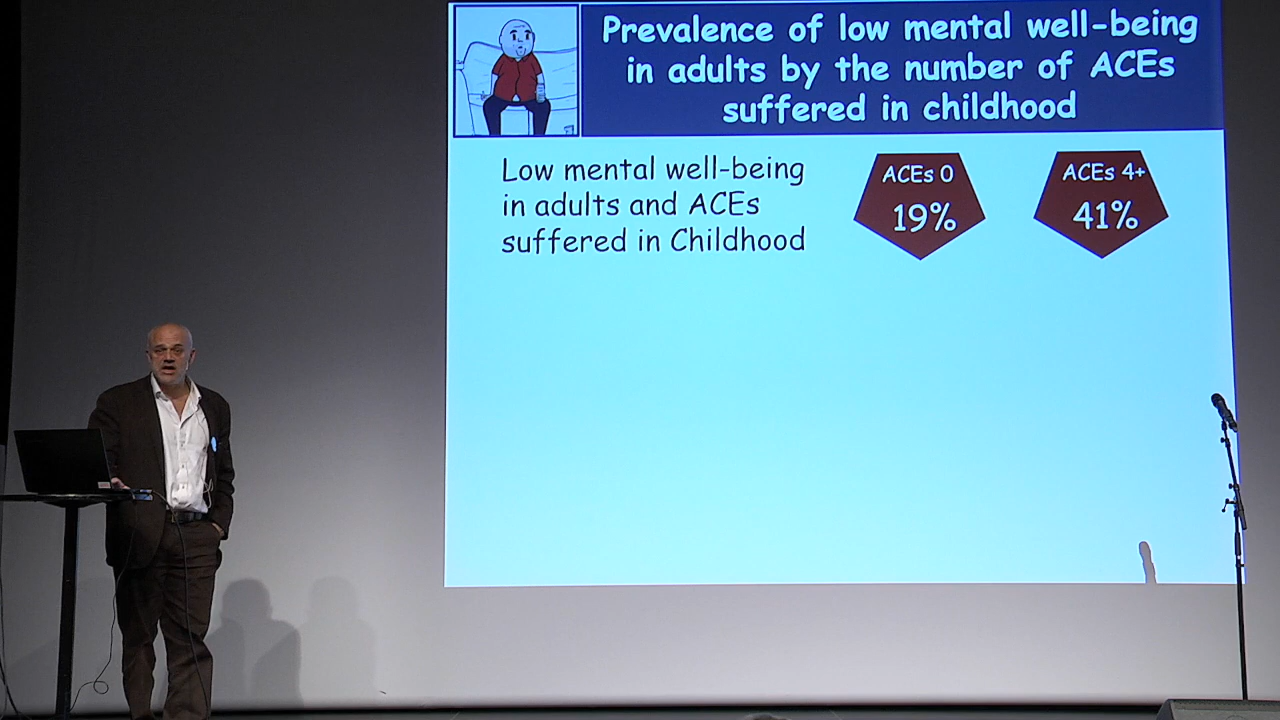 Prevalence of low mental well-being
in adults by the number of ACEs
suffered in childhood
Low mental well-being
in adults and ACEs
suffered in Childhood
ACEs 0
19%
ACEs 4+
41%